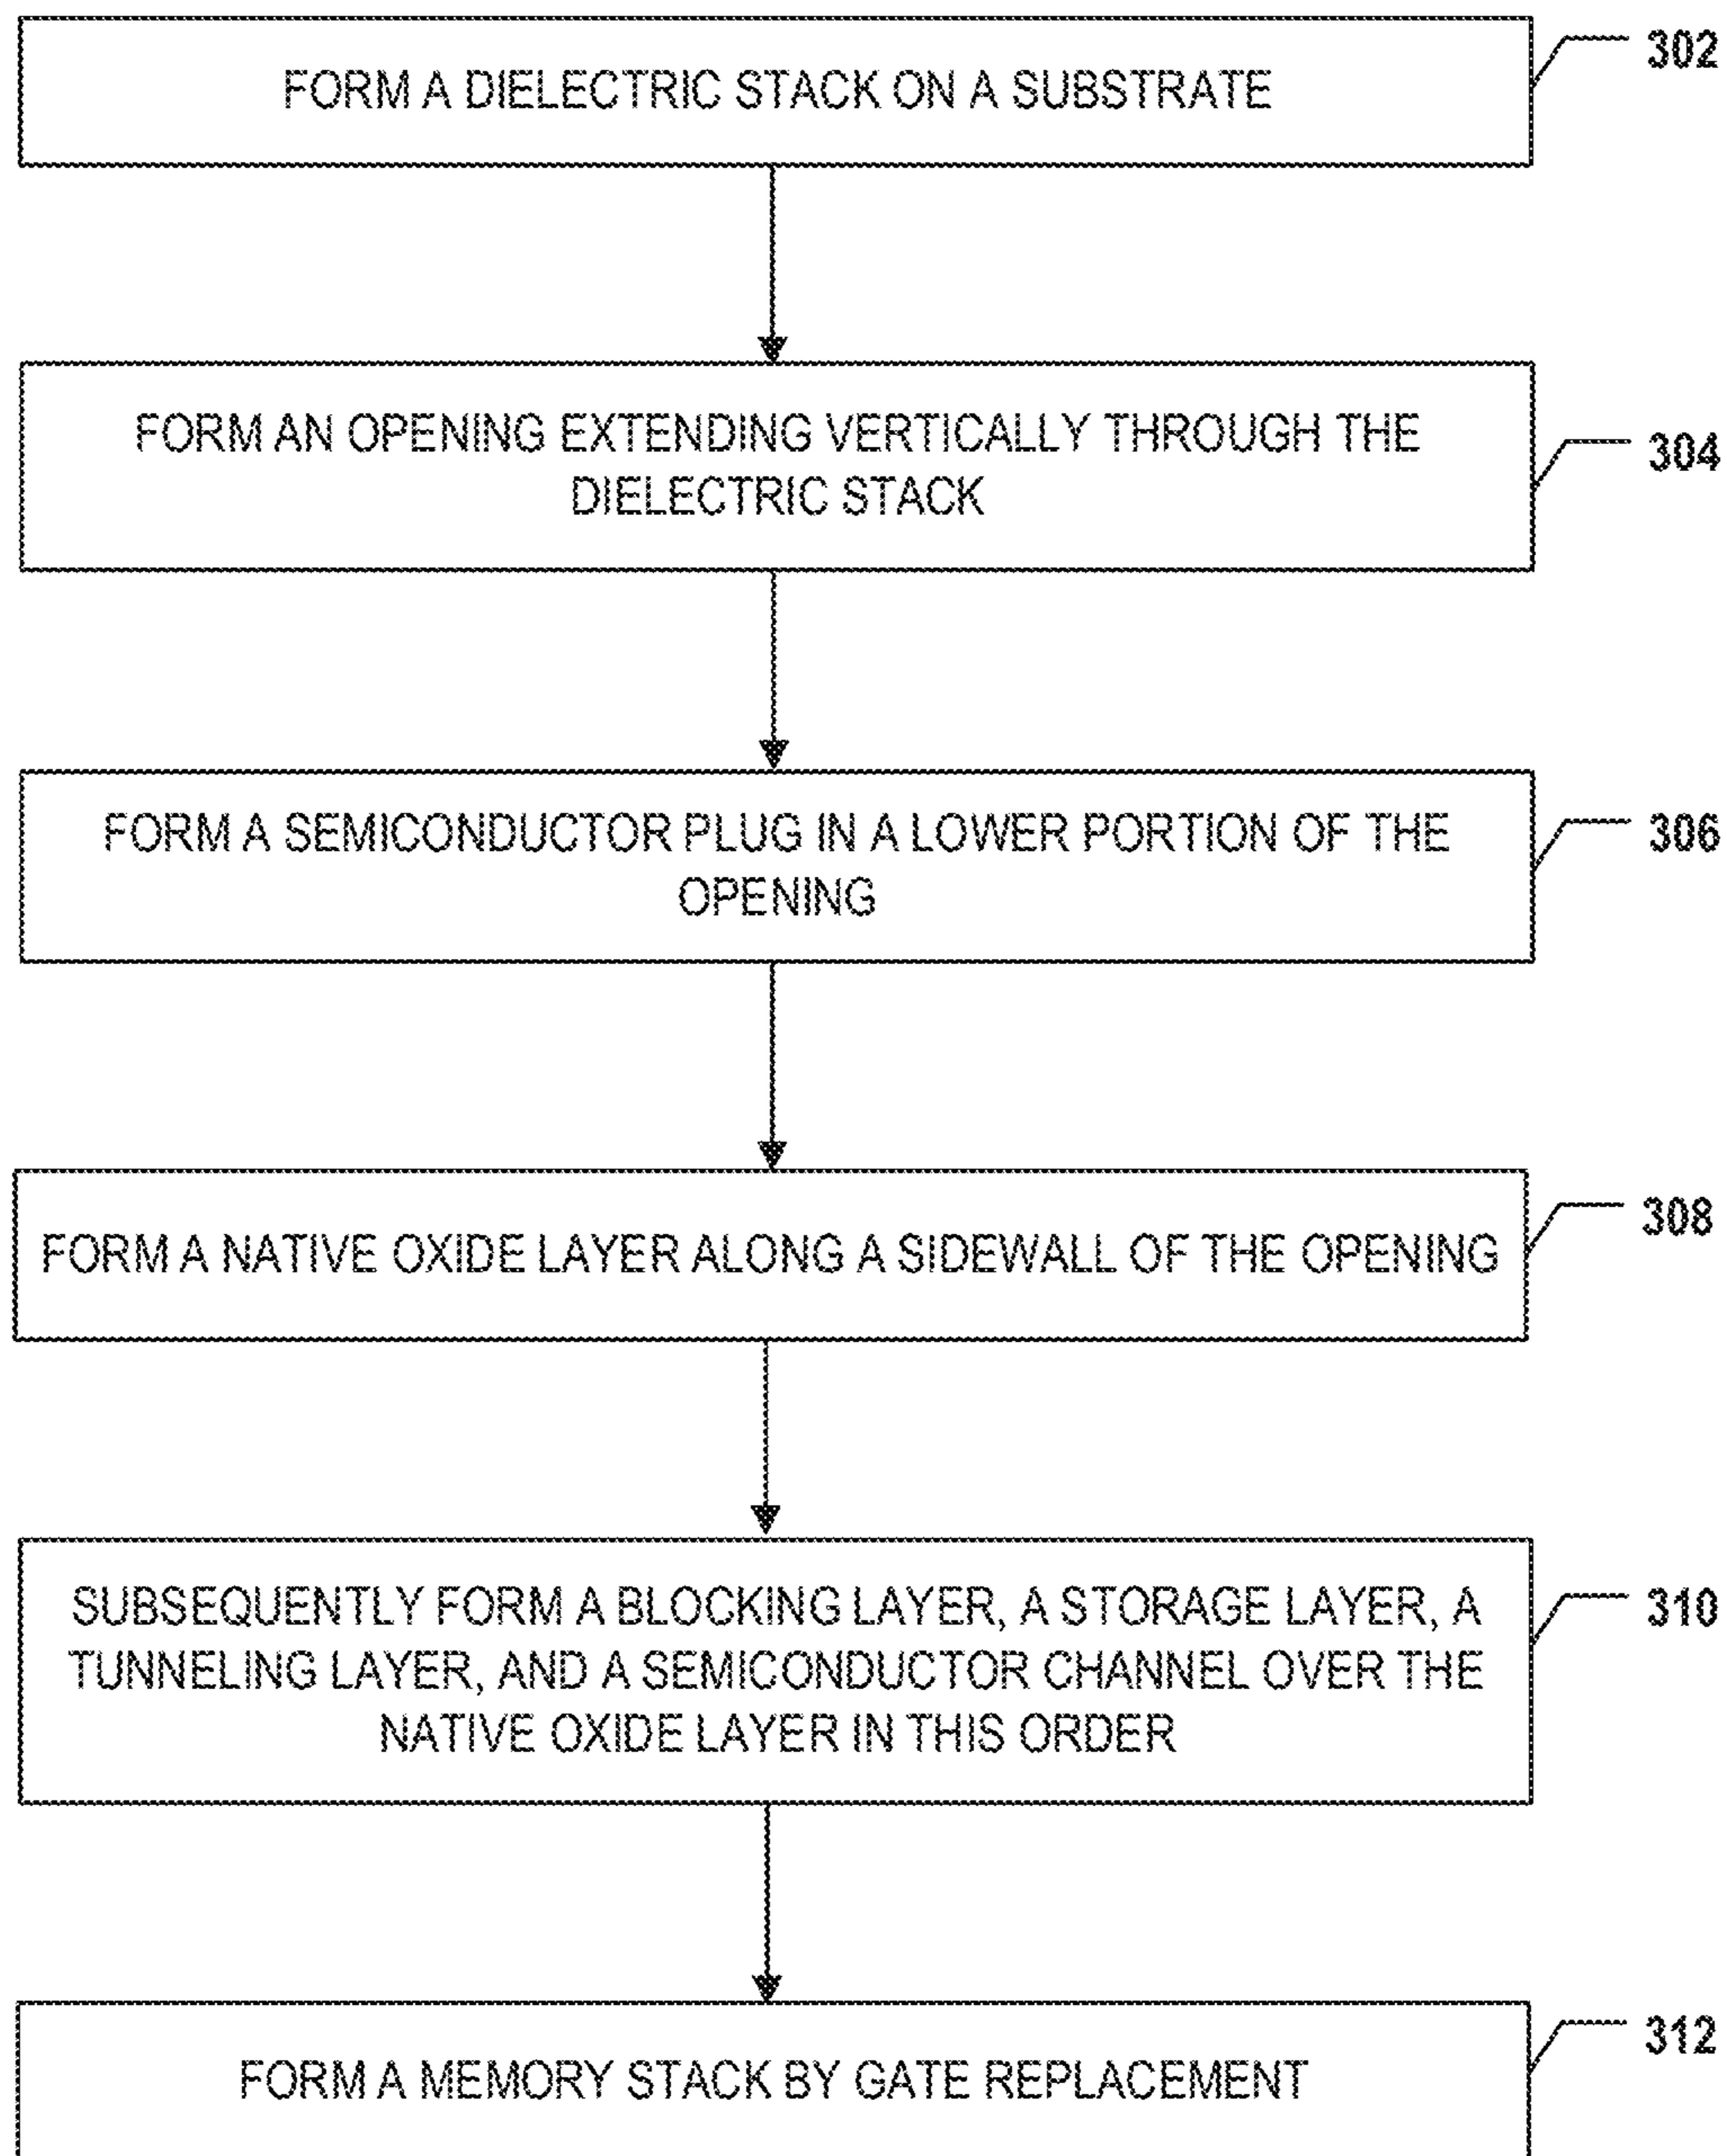 FORM A DIELECTRIC STACK ON A SUBSTRATE
302
FORM AN OPENING EXTENDING VERTICALLY THROUGH THE
DIELECTRIC STACK
304
FORM A SEMICONDUCTOR PLUG IN A LOWER PORTION OF THE
OPENING
306
FORM A NATIVE OXIDE LAYER ALONG A SIDEWALL OF THE OPENING
308
SUBSEQUENTLY FORM A BLOCKING LAYER, A STORAGE LAYER, A
TUNNELING LAYER, AND A SEMICONDUCTOR CHANNEL OVER THE
NATIVE OXIDE LAYER IN THIS ORDER
310
FORM A MEMORY STACK BY GATE REPLACEMENT
312